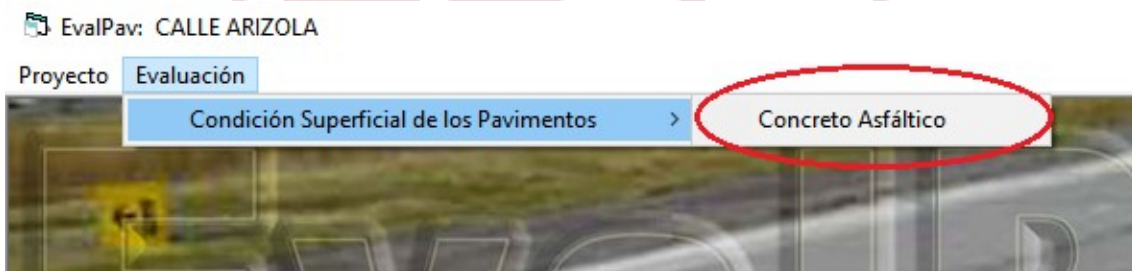 EvalPav: CALLE ARIZOLA
Proyecto Evaluación
Condición Superficial de los Pavimentos > Concreto Asfáltico